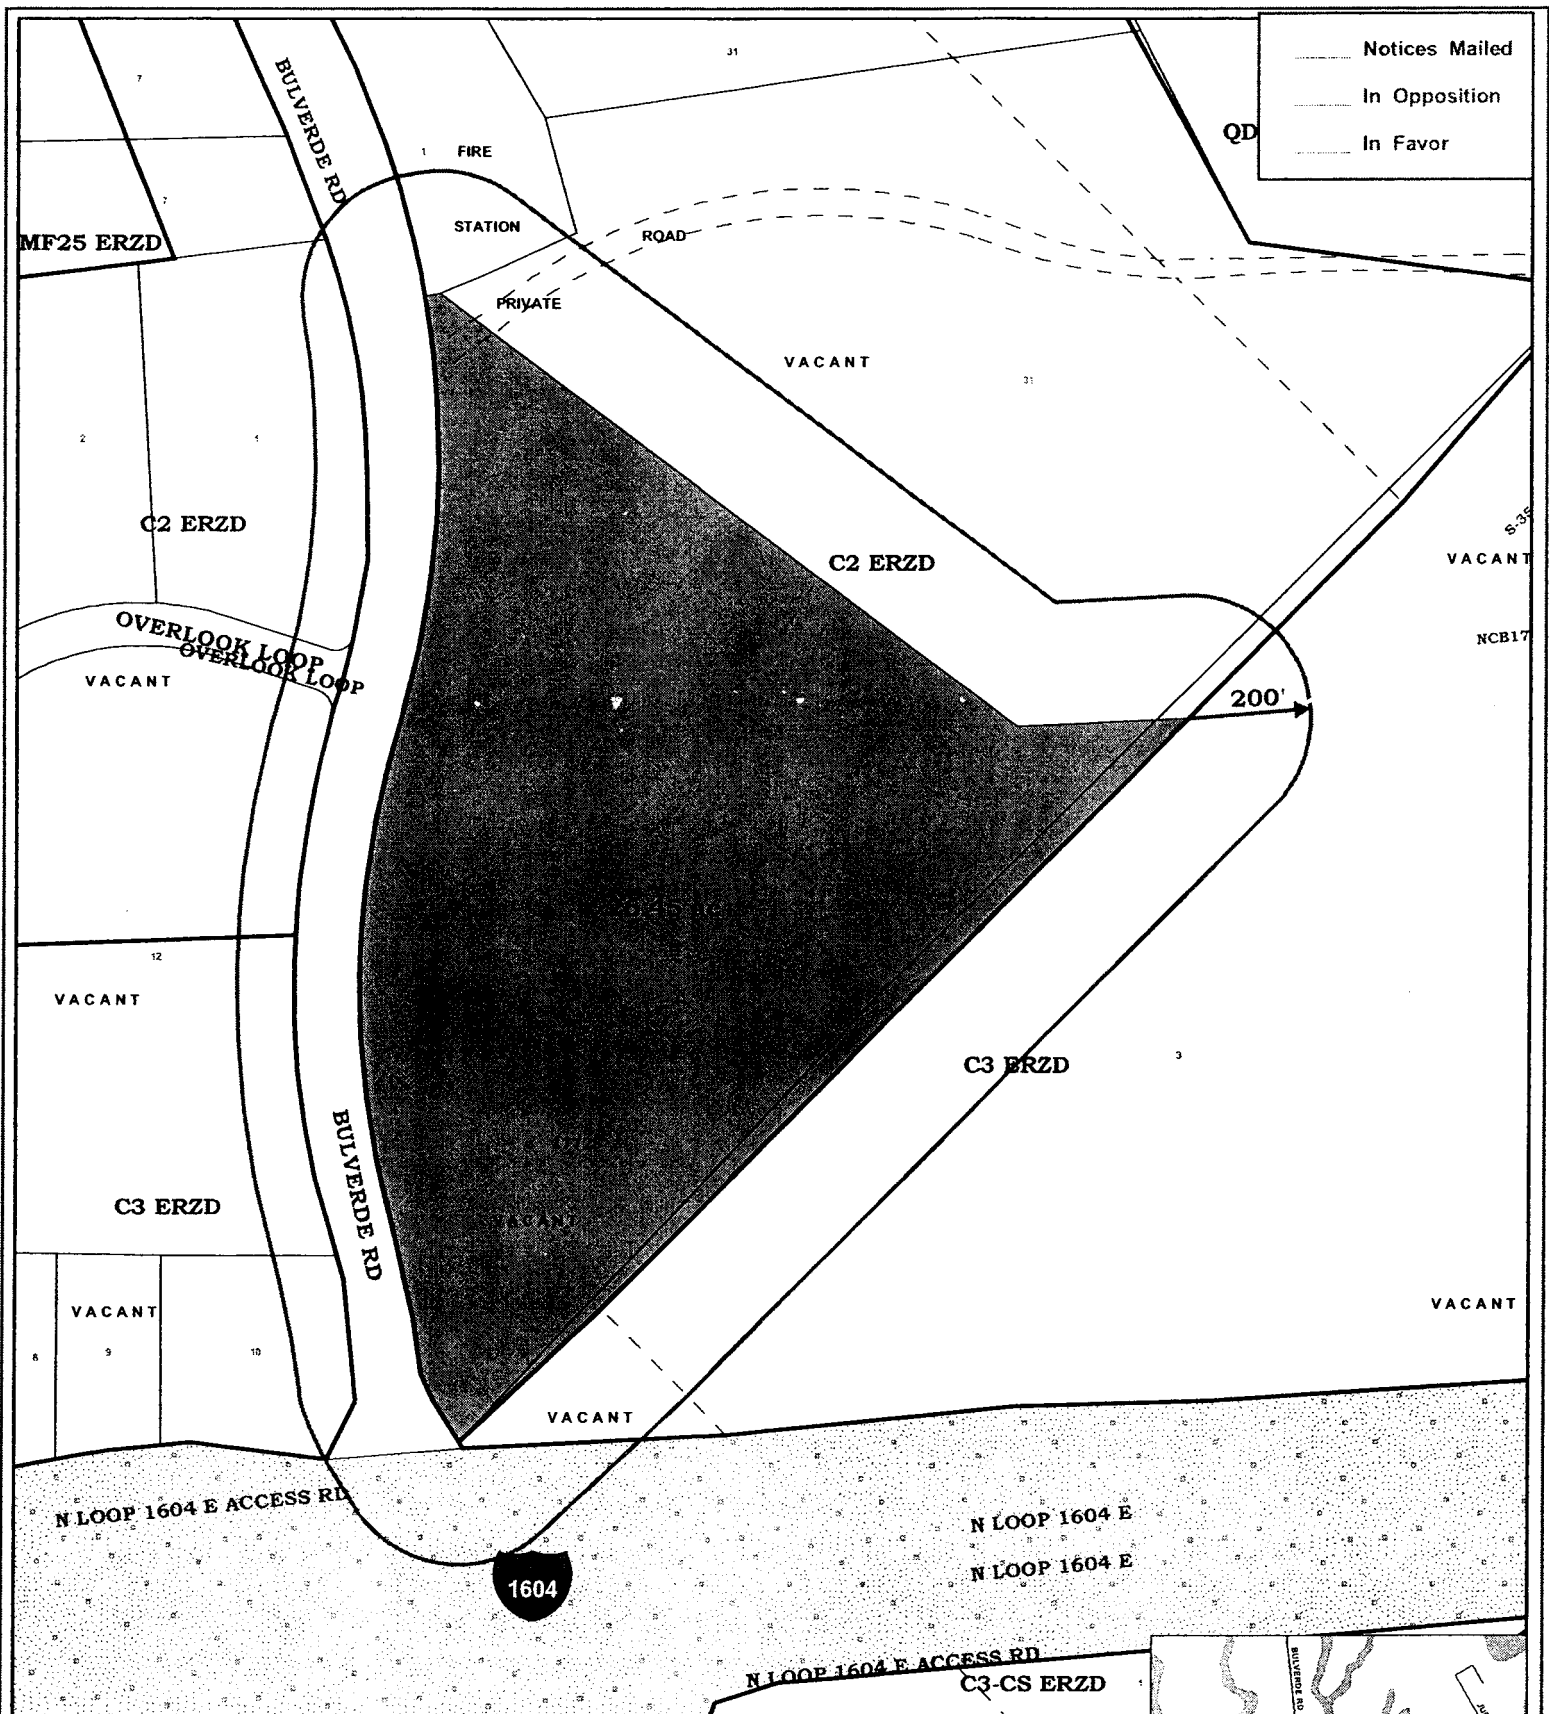 Notices Mailed
In Opposition
In Favor
31
7
BULVERDE RD
1
FIRE
QD
7
STATION
ROAD
MF25 ERZD
PRIVATE
VACANT
31
2
C2 ERZD
VACANT
C2 ERZD
OVERLOOK LOOP
OVERLOOK LOOP
NCB17
VACANT
200'
12
VACANT
3
C3 ERZD
BULVERDE RD
C3 ERZD
VACANT
VACANT
VACANT
9
10
VACANT
N LOOP 1604 E ACCESS RD
N LOOP 1604 E
N LOOP 1604 E
1604
N LOOP 1604 E ACCESS RD
C3-CS ERZD
BULVERDE RD